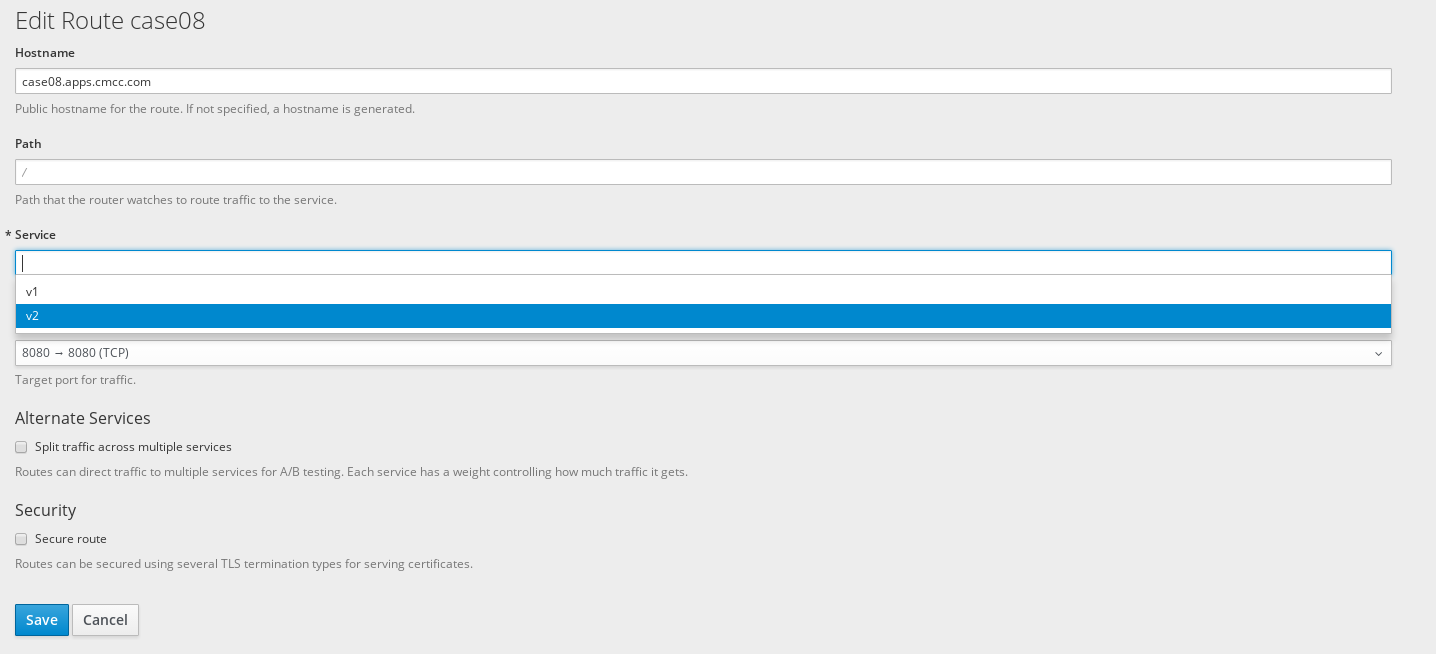 Edit Route case08
Hostname
case08.apps.cmcc.com
Public hostname for the route. If not specified, a hostname is generated.
Path
/
Path that the router watches to route traffic to the service.
* Service
v1
v2
8080 → 8080 (TCP)
Target port for traffic.
Alternate Services
Split traffic across multiple services
Routes can direct traffic to multiple services for A/B testing. Each service has a weight controlling how much traffic it gets.
Security
Secure route
Routes can be secured using several TLS termination types for serving certificates.
Save Cancel